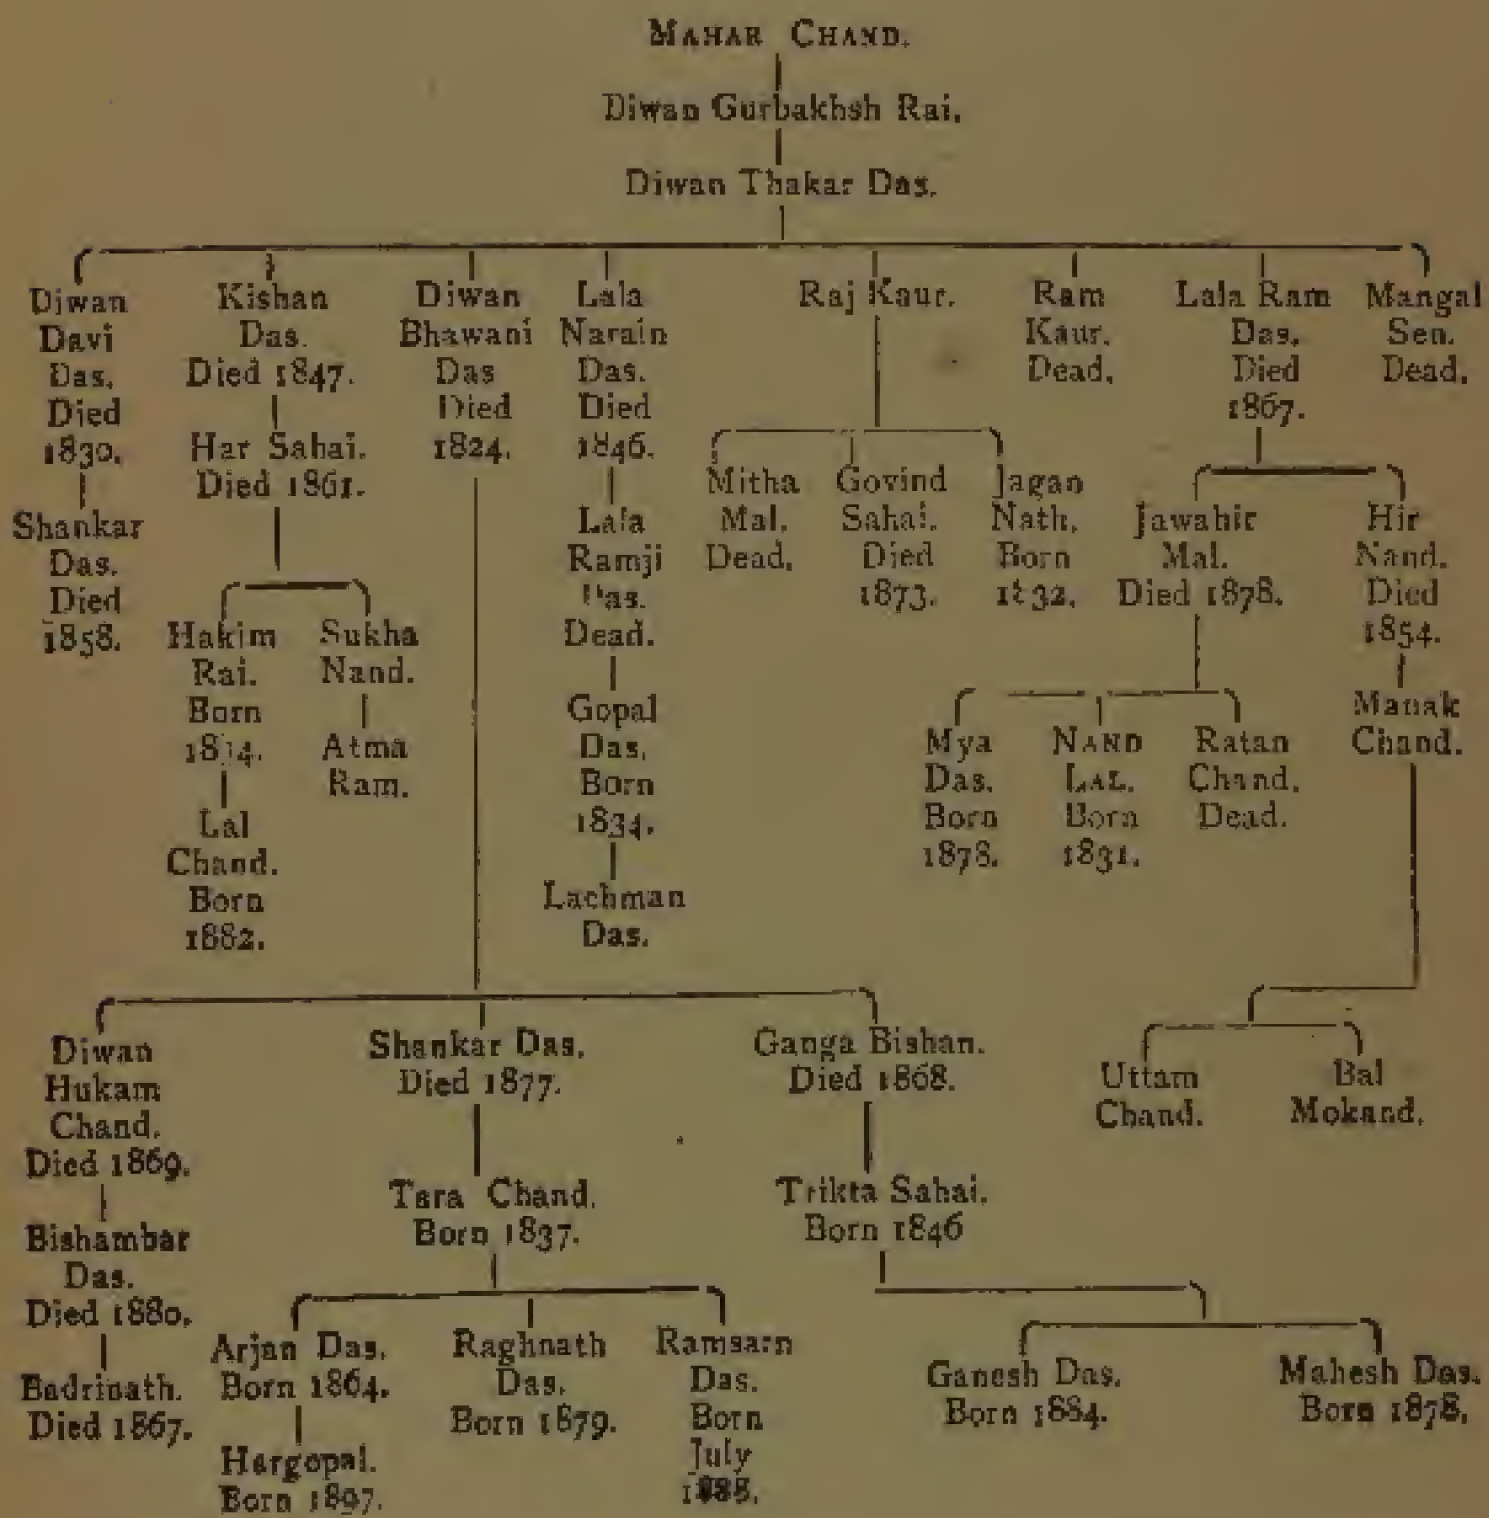 MAHAR CHAND.
Diwan Gurbakhsh Rai.
Diwan Thakar Das.
Diwan
Davi
Das.
Died
1830.
Shankar
Das.
Died
1858.
Kishan
Das.
Died 1847.
Har Sahai.
Died 1861.
Hakim
Rai.
Born
Lal
Chand.
Born
1882.
Sukha
Nand.
Atma
Ram.
Diwan
Bhawani
Das
Died
1824.
Lala
Narain
Das.
Died
1846.
Lala
Ramji
Das.
Dead.
Gopal
Das.
Born
1834.
Lachman
Das.
Raj Kaur.
Mitha
Mal.
Dead.
Govind
Sahai.
Died
1873.
Jagan
Nath.
Born
1832.
Ram
Kaur.
Dead.
Lala Ram
Das.
Died
1867.
Jawahir
Mal.
Died 1878.
Mya
Das.
Born
1878.
NAND
LAL.
Born
1831.
Ratan
Chand.
Dead.
Hir
Nand.
Died
1854.
Manak
Chand.
Mangal
Sen.
Dead.
Uttam
Chand.
Bal
Mokand.
Diwan
Hukam
Chand.
Died 1869.
Bishambar
Das.
Died 1880.
Badrinath.
Died 1867.
Shankar Das.
Died 1877.
Tara Chand.
Born 1837.
Arjan Das.
Born 1864.
Hargopal.
Born 1897.
Raghnath
Das.
Born 1879.
Ramsarn
Das.
Born
July
Ganga Bishan.
Died 1868.
Trikta Sahai.
Born 1846
Ganesh Das.
Born 1884.
Mahesh Das.
Born 1878.